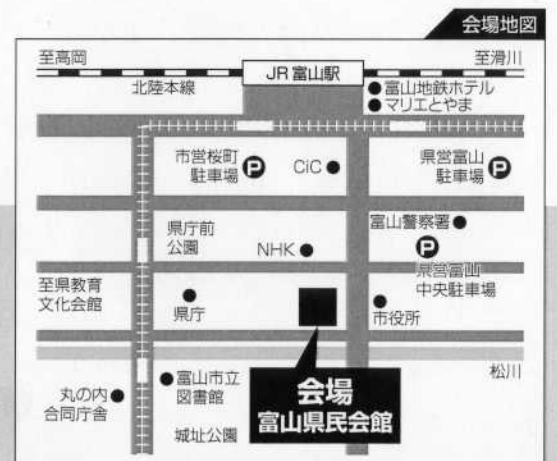 会場地図
至高岡
至滑川
JR 富山駅
北陸本線
富山地鉄ホテル
マリエとやま
市営桜町
駐車場
P
CiC
県営富山
駐車場
P
県庁前
公園
NHK
富山警察署
P
県営富山
中央駐車場
至県教育
文化会館
県庁
市役所
松川
丸の内
合同庁舎
富山市立
図書館
城址公園
会場
富山県民会館